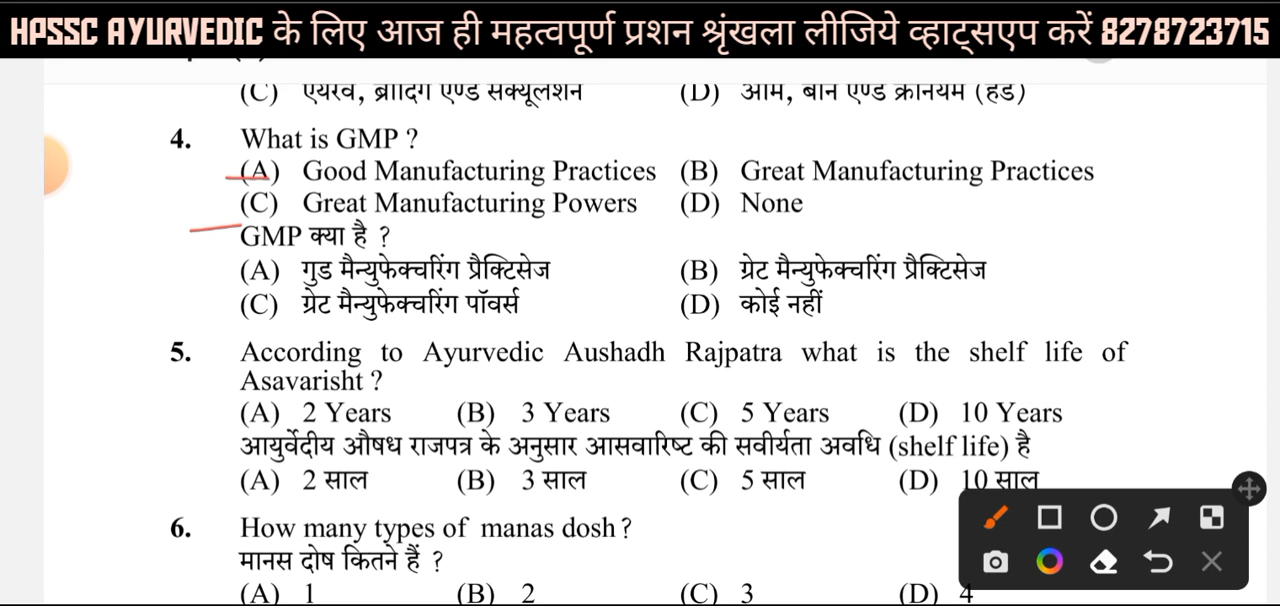 HPSSC AYURVEDIC के लिए आज ही महत्वपूर्ण प्रशन श्रृंखला लीजिये व्हाट्सएप करें 8278723715
(C) एयरवे, ब्रीदिंग एण्ड सर्क्यूलेशन (D)
4. What is GMP ?
(A) Good Manufacturing Practices (B) Great Manufacturing Practices
(C) Great Manufacturing Powers (D) None
GMP क्या है ?
(A) गुड मैन्युफेक्चरिंग प्रैक्टिसेज (B) ग्रेट मैन्युफेक्चरिंग प्रैक्टिसेज
(C) ग्रेट मैन्युफेक्चरिंग पॉवर्स (D) कोई नहीं
5. According to Ayurvedic Aushadh Rajpatra what is the shelf life of
Asavarisht ?
(A) 2 Years (B) 3 Years (C) 5 Years (D) 10 Years
आयुर्वेदीय औषध राजपत्र के अनुसार आसवारिष्ट की सवीर्यता अवधि (shelf life) है
(A) 2 साल (B) 3 साल (C) 5 साल (D) 10 साल
6. How many types of manas dosh ?
मानस दोष कितने हैं ?
(A) 1 (B) 2 (C) 3 (D) 4